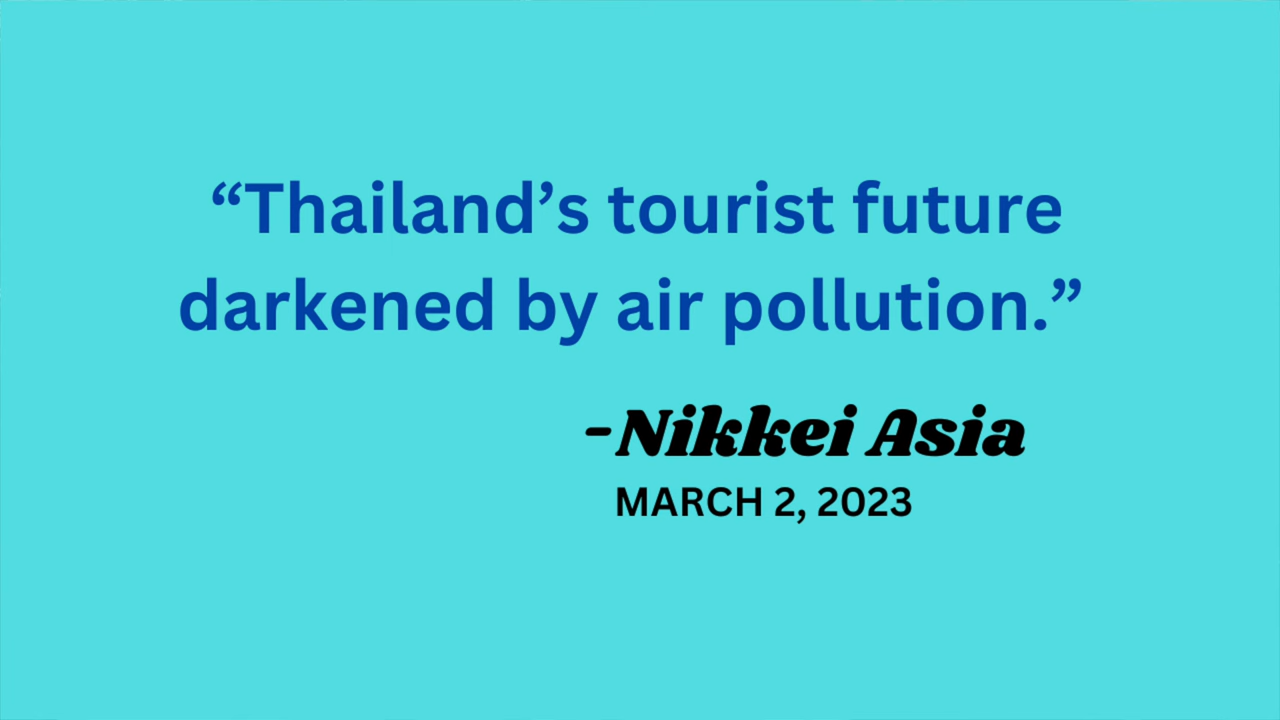 “Thailand’s tourist future
darkened by air pollution.”
-Nikkei Asia
MARCH 2, 2023